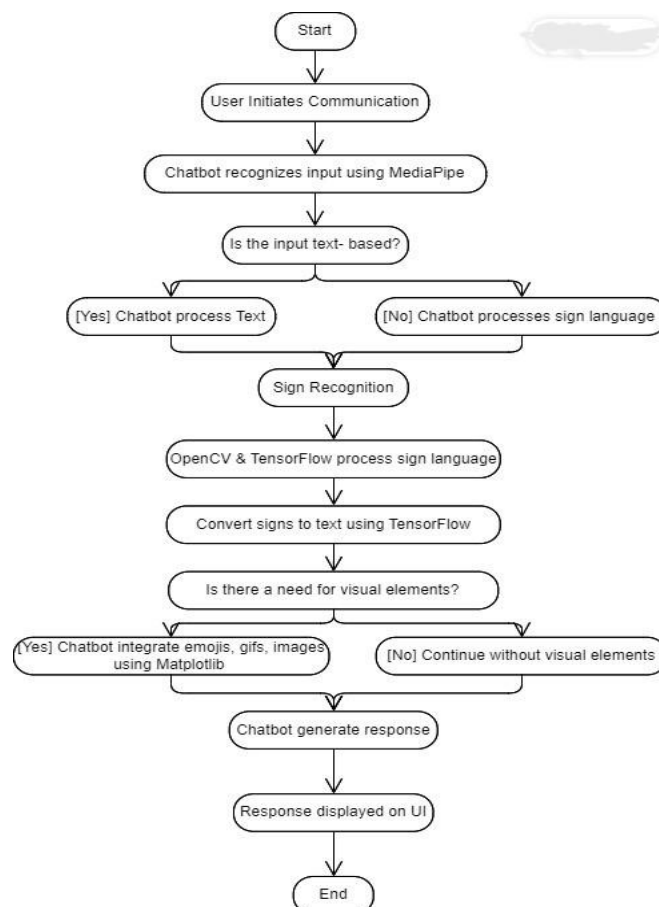 Start
User Initiates Communication
Chatbot recognizes input using MediaPipe
Is the input text- based?
[Yes] Chatbot process Text
[No] Chatbot processes sign language
Sign Recognition
OpenCV & TensorFlow process sign language
Convert signs to text using TensorFlow
Is there a need for visual elements?
[Yes] Chatbot integrate emojis, gifs, images
using Matplotlib
[No] Continue without visual elements
Chatbot generate response
Response displayed on UI
End